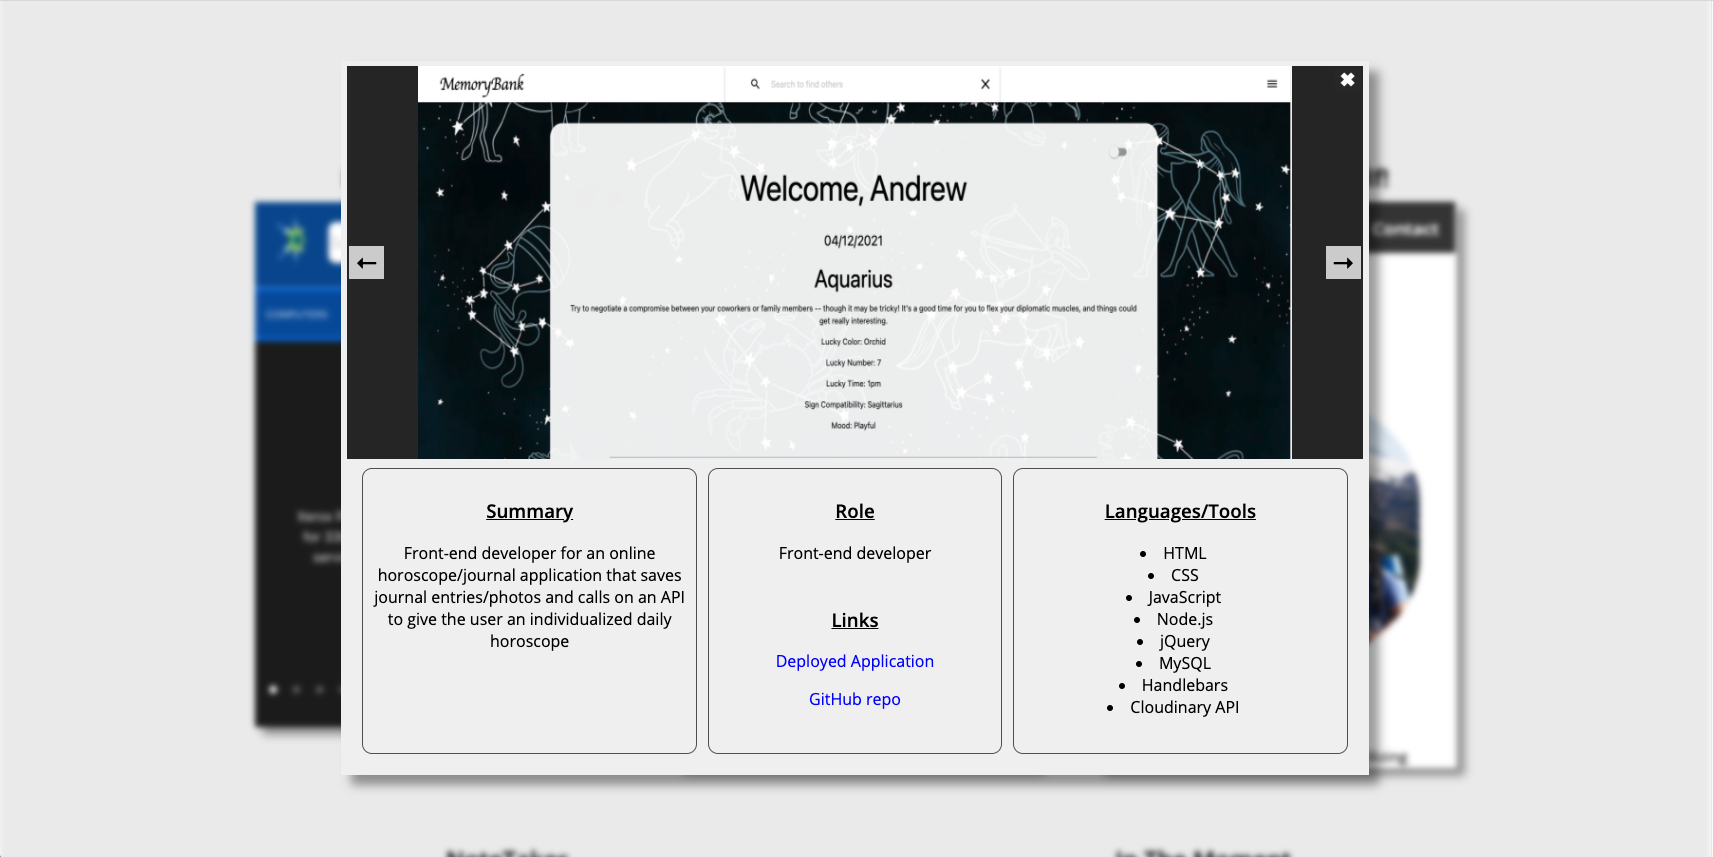 MemoryBank
Search to find others
Welcome, Andrew
04/12/2021
Aquarius
Try to negotiate a compromise between your coworkers or family members -- though it may be tricky! It's a good time for you to flex your diplomatic muscles, and things could
get really interesting.
Lucky Color: Orchid
Lucky Number: 7
Lucky Time: 1pm
Sign Compatibility: Sagittarius
Mood: Playful
Contact
COMPUTERS
Summary
Front-end developer for an online
horoscope/journal application that saves
journal entries/photos and calls on an API
to give the user an individualized daily
horoscope
Role
Front-end developer
Links
Deployed Application
GitHub repo
Languages/Tools
• HTML
• CSS
• JavaScript
• Node.js
• jQuery
• MySQL
• Handlebars
• Cloudinary API
In The Moment